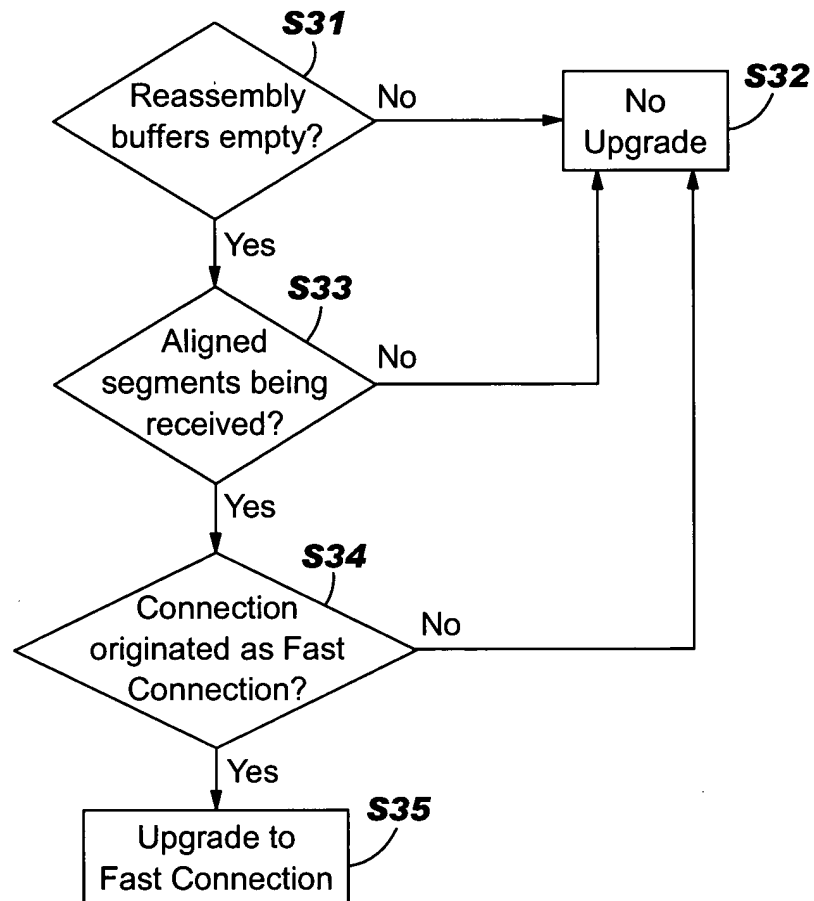 S31
Reassembly
buffers empty?
No
No
Upgrade
S32
Yes
S33
Aligned
segments being
received?
No
Yes
S34
Connection
originated as Fast
Connection?
No
Yes
S35
Upgrade to
Fast Connection